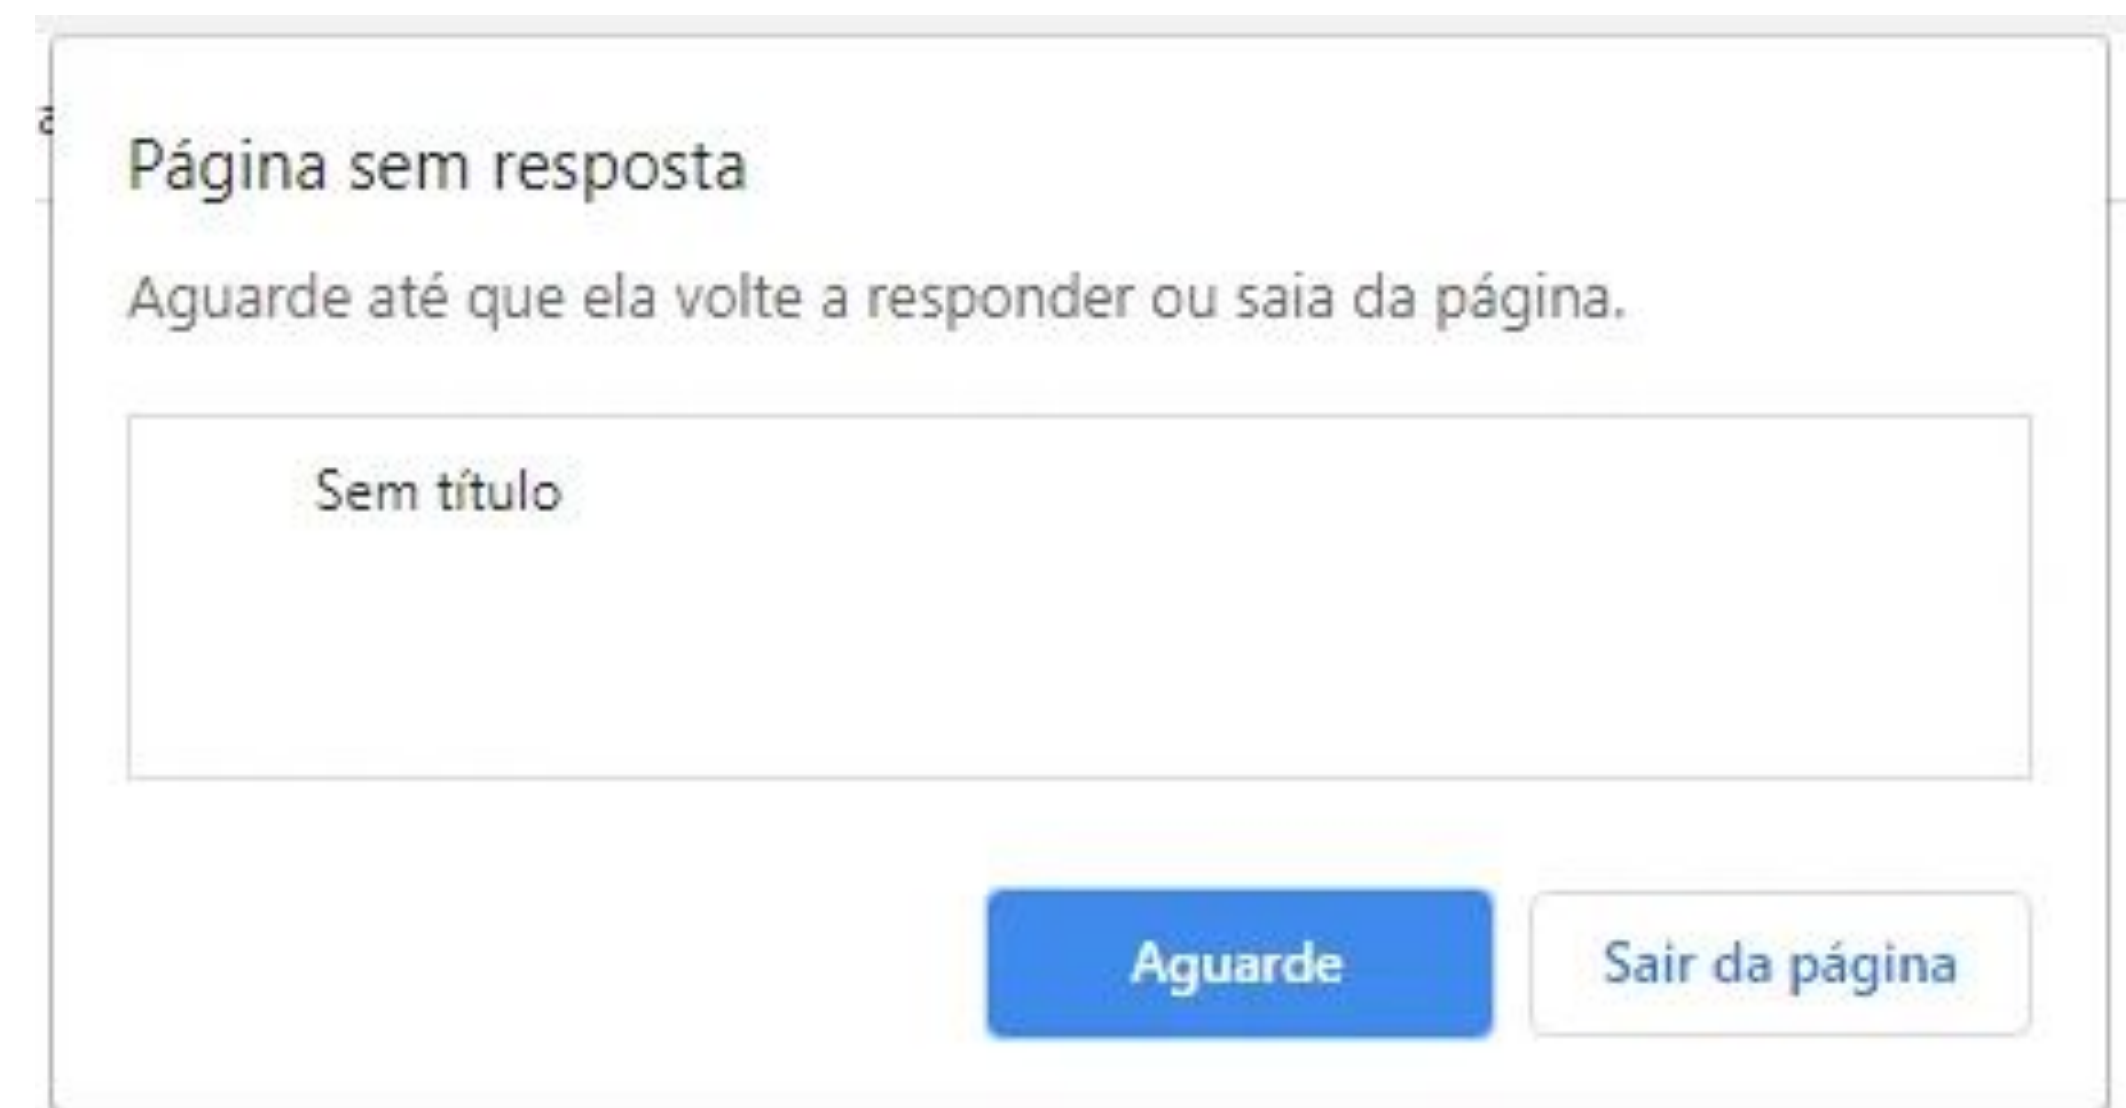 Página sem resposta
Aguarde até que ela volte a responder ou saia da página.
Sem título
Aguarde
Sair da página